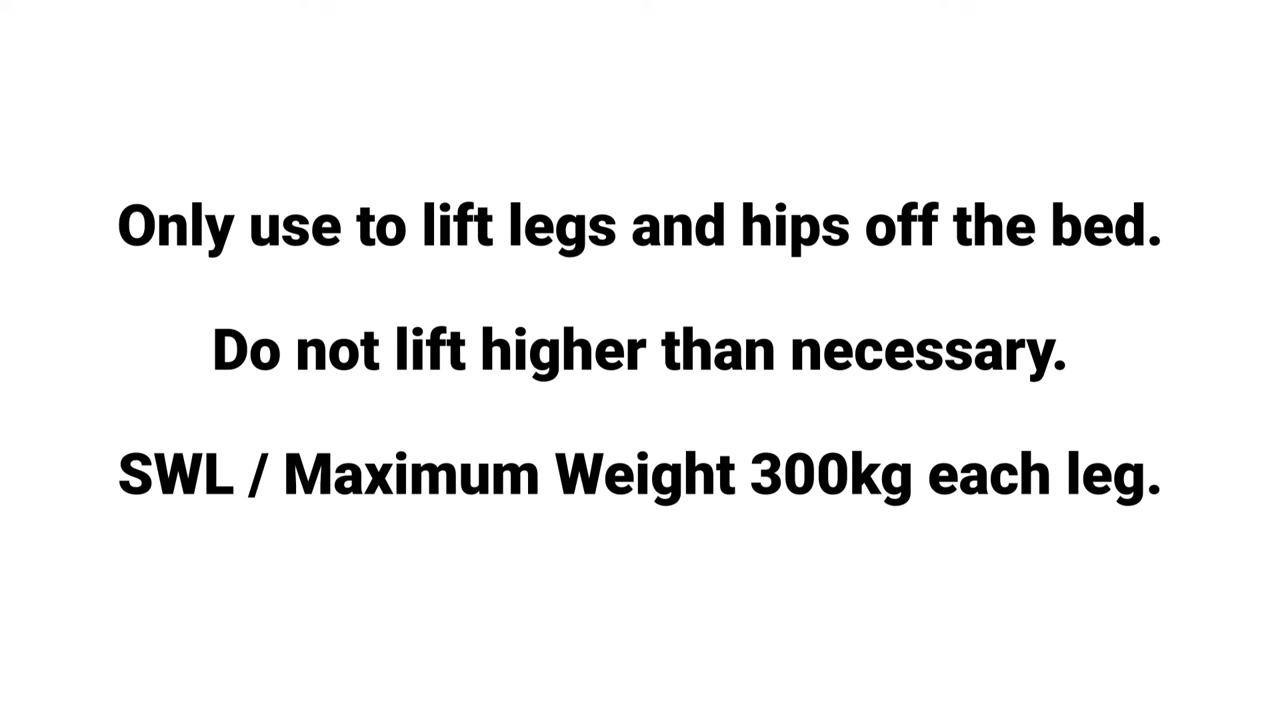 Only use to lift legs and hips off the bed.
Do not lift higher than necessary.
SWL / Maximum Weight 300kg each leg.